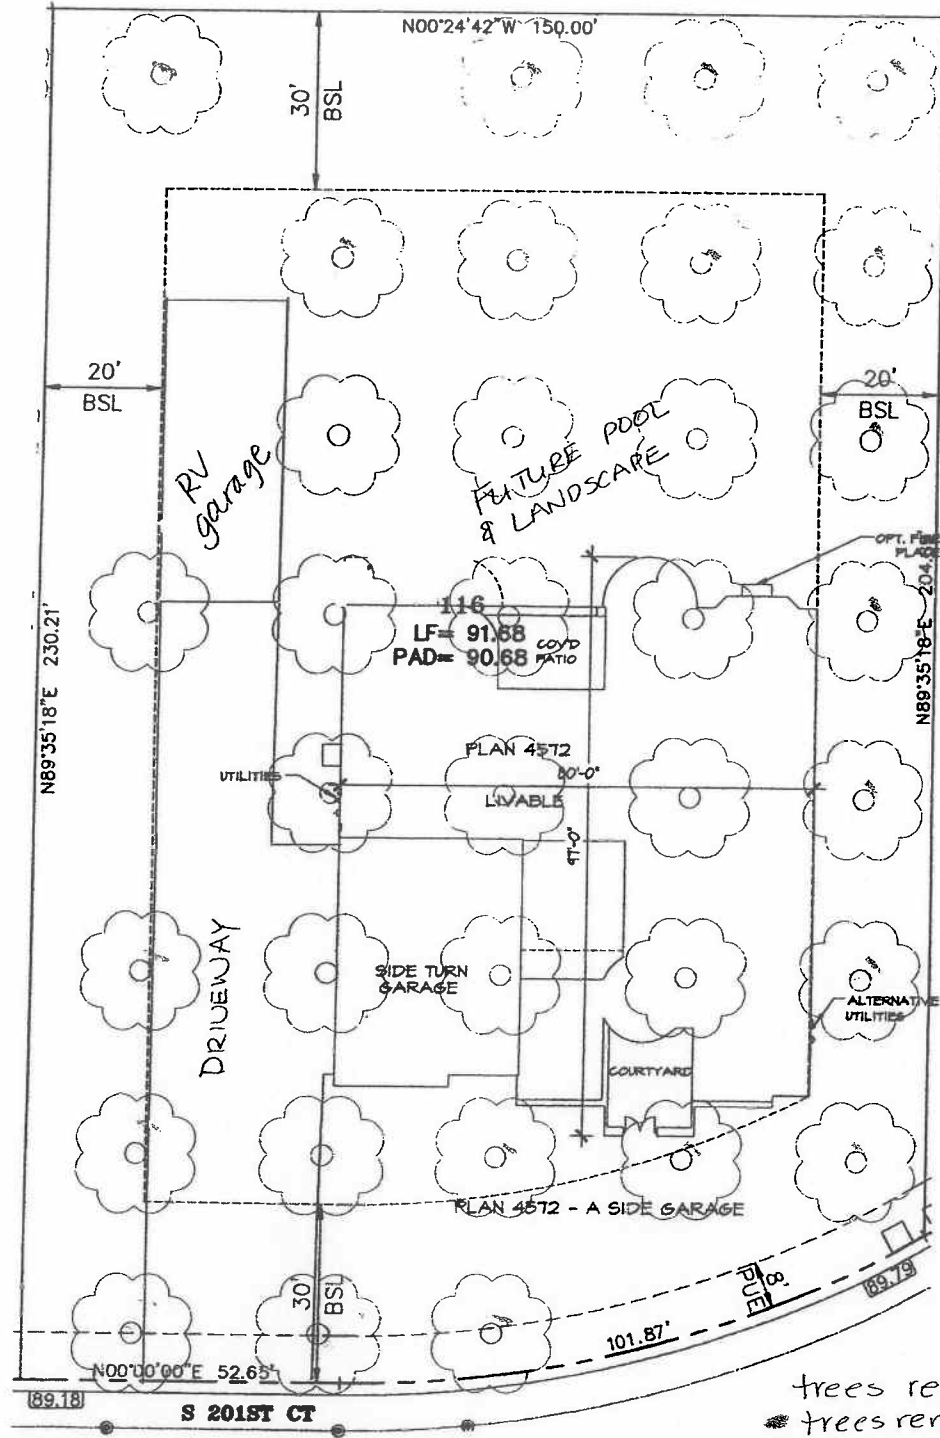 N00°24'42"W 150.00'
30'
BSL
20'
BSL
20'
BSL
RV
garage
FUTURE POOL
& LANDSCAPE
OPT. FIRE
PLACE
116
LF= 91.68
PAD= 90.68
COV'D
PATIO
N89°35'18"E 230.21'
N89°35'18"E 204.
PLAN 4572
80'-0"
LIVABLE
UTILITIES
97'-0"
DRIVEWAY
SIDE TURN
GARAGE
ALTERNATIVE
UTILITIES
COURTYARD
PLAN 4572 - A SIDE GARAGE
30'
BSL
8'
PUE
89.79
101.87'
N00°00'00"E 52.65'
89.18
S 201ST CT
trees re
trees rer